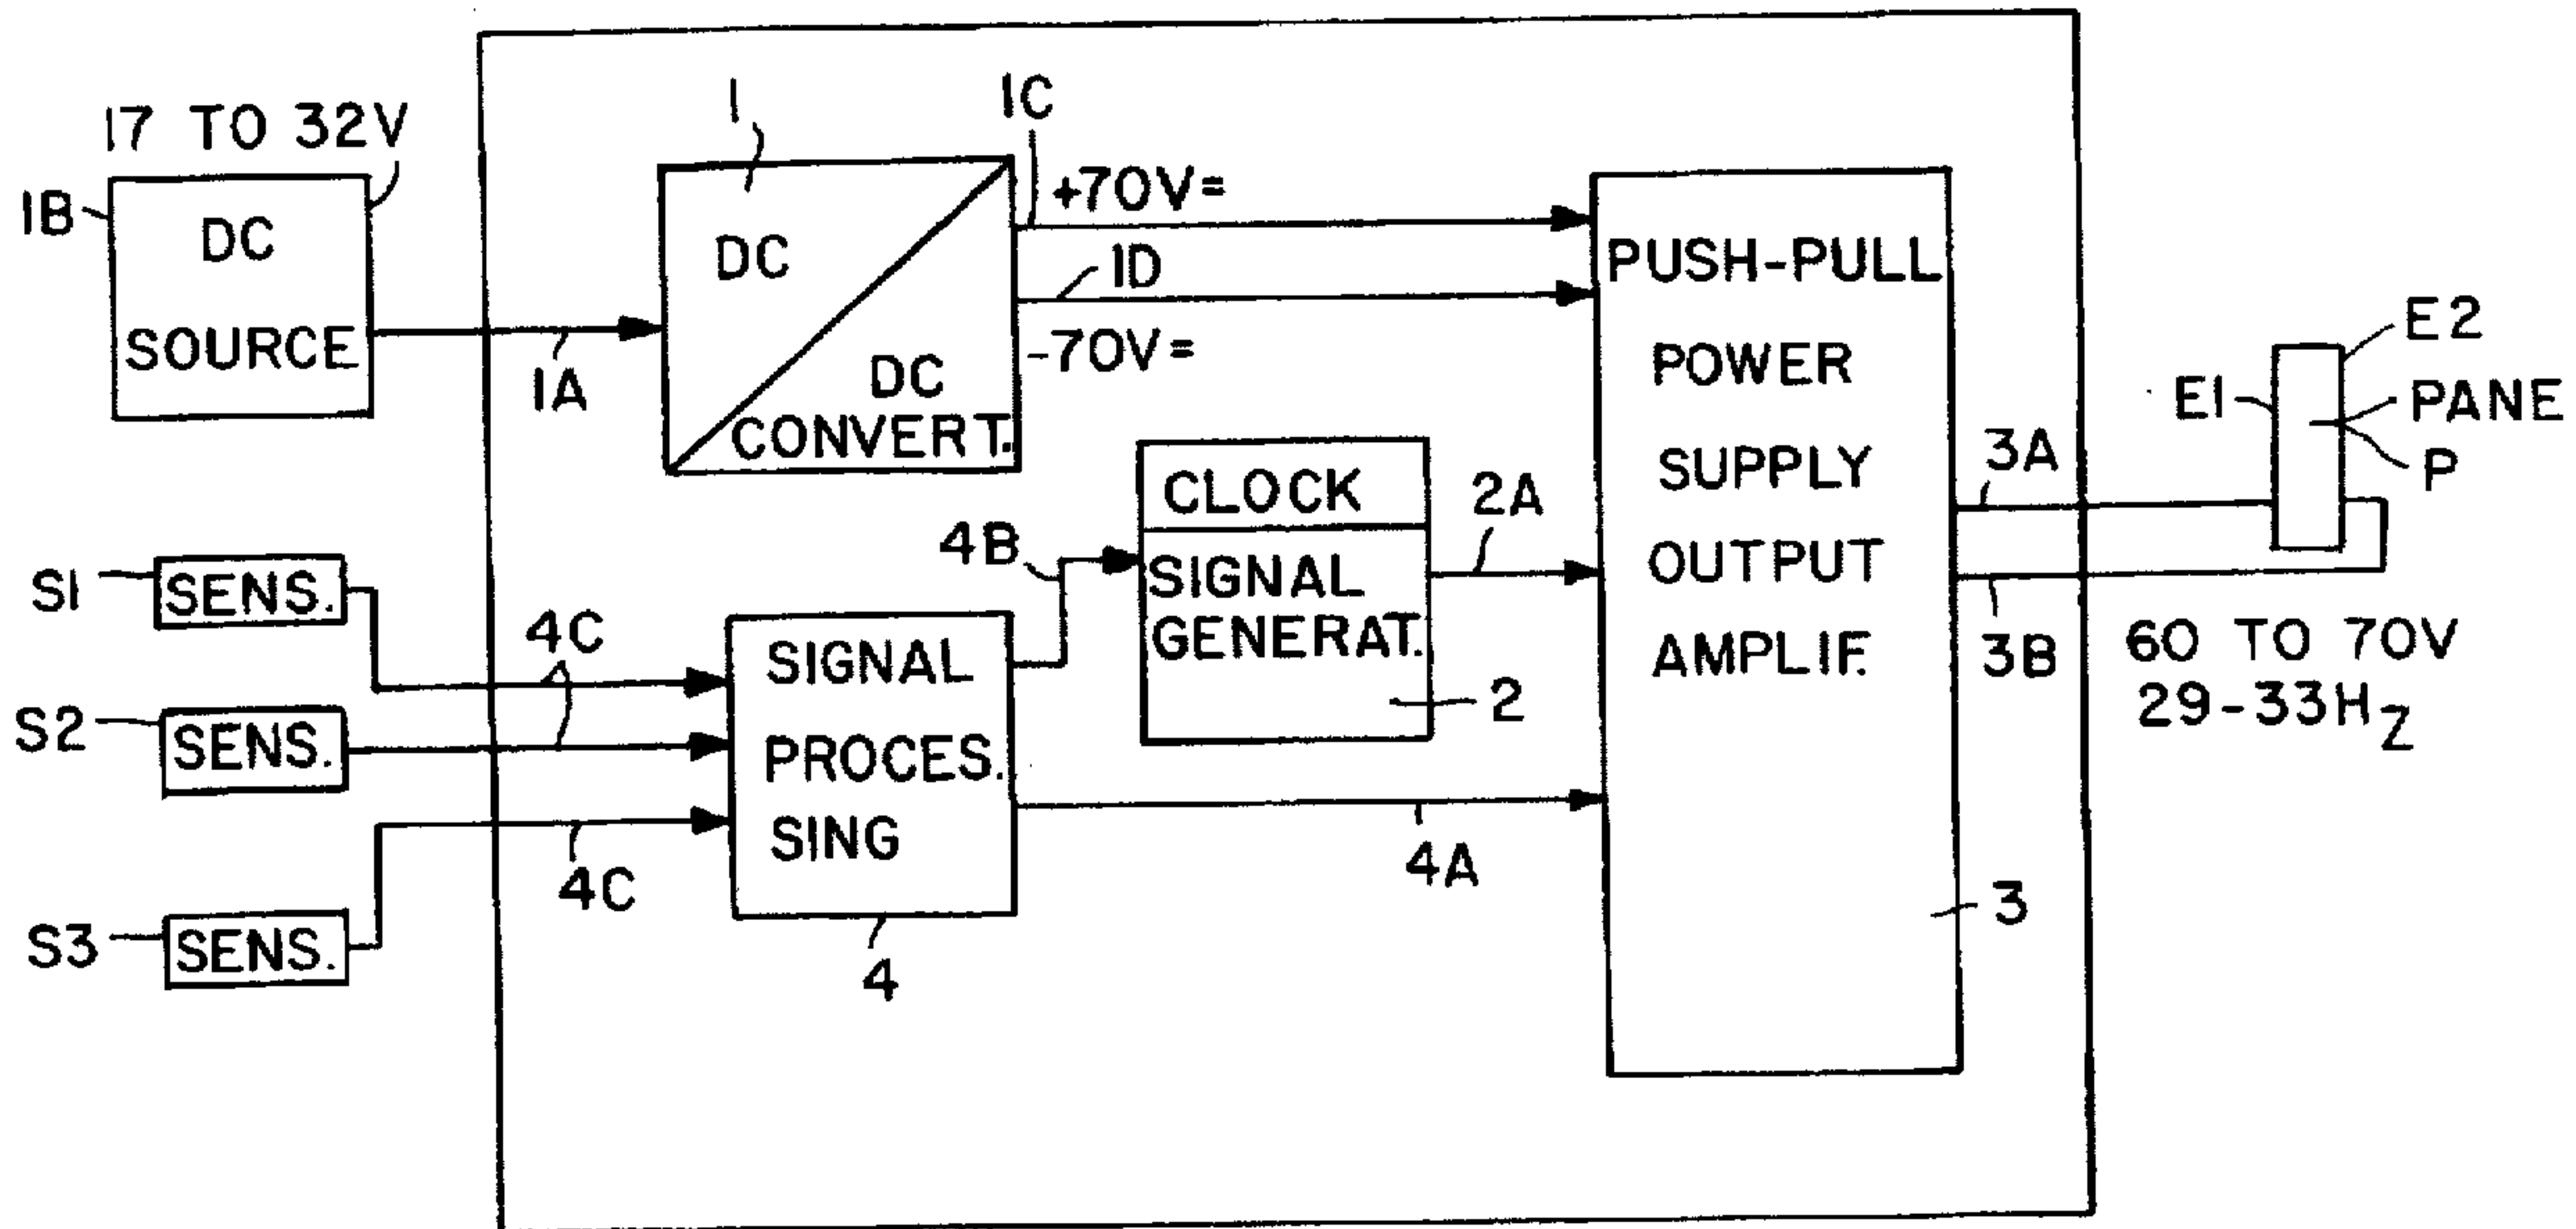 17 TO 32V
1B
DC
SOURCE
1A
1
DC
DC
CONVERT.
1C
+70V=
1D
-70V=
PUSH-PULL
POWER
SUPPLY
OUTPUT
AMPLIF.
3
3A
3B
E1
E2
PANE
P
60 TO 70V
29-33Hz
CLOCK
SIGNAL
GENERAT.
2
2A
4B
S1
SENS.
S2
SENS.
S3
SENS.
4C
4C
SIGNAL
PROCES.
SING
4
4A